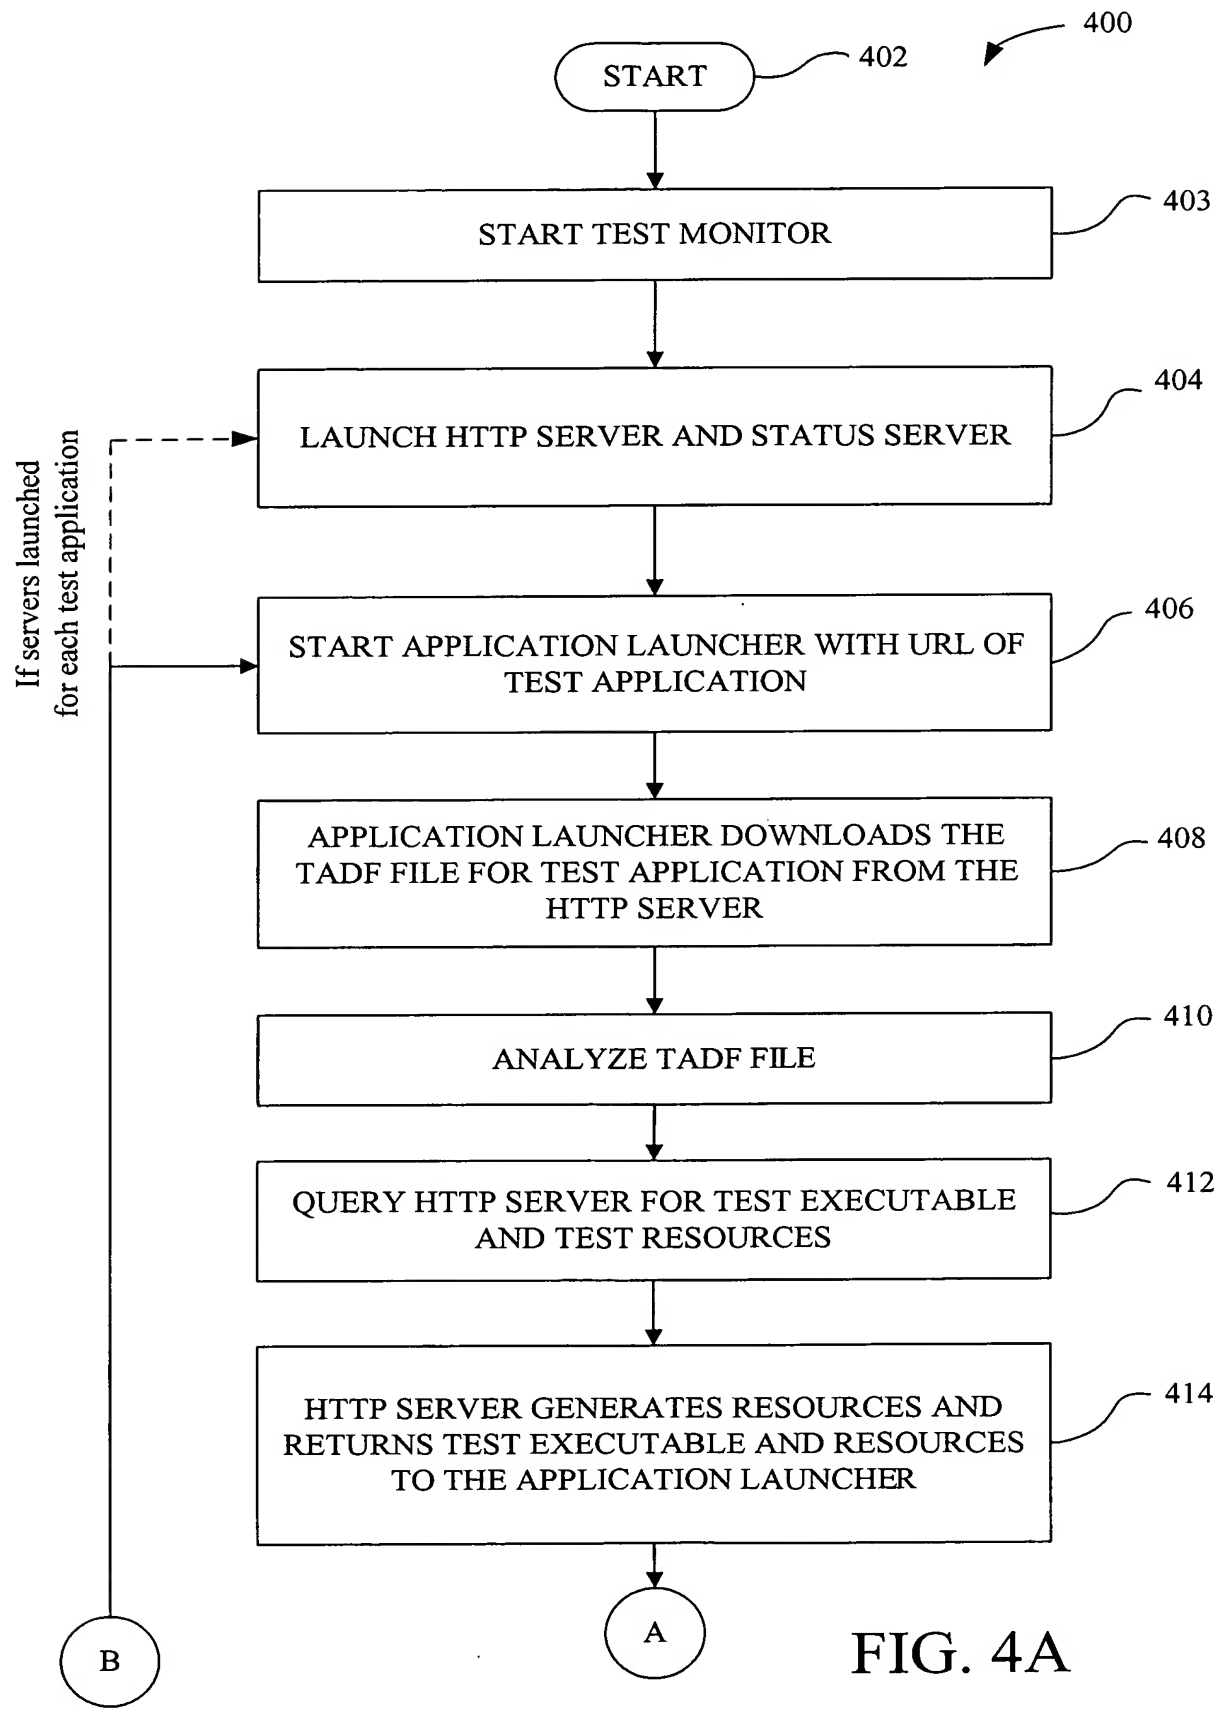 400
START
402
START TEST MONITOR
403
LAUNCH HTTP SERVER AND STATUS SERVER
404
If servers launched
for each test application
START APPLICATION LAUNCHER WITH URL OF
TEST APPLICATION
406
APPLICATION LAUNCHER DOWNLOADS THE
TADF FILE FOR TEST APPLICATION FROM THE
HTTP SERVER
408
ANALYZE TADF FILE
410
QUERY HTTP SERVER FOR TEST EXECUTABLE
AND TEST RESOURCES
412
HTTP SERVER GENERATES RESOURCES AND
RETURNS TEST EXECUTABLE AND RESOURCES
TO THE APPLICATION LAUNCHER
414
A
B
FIG. 4A